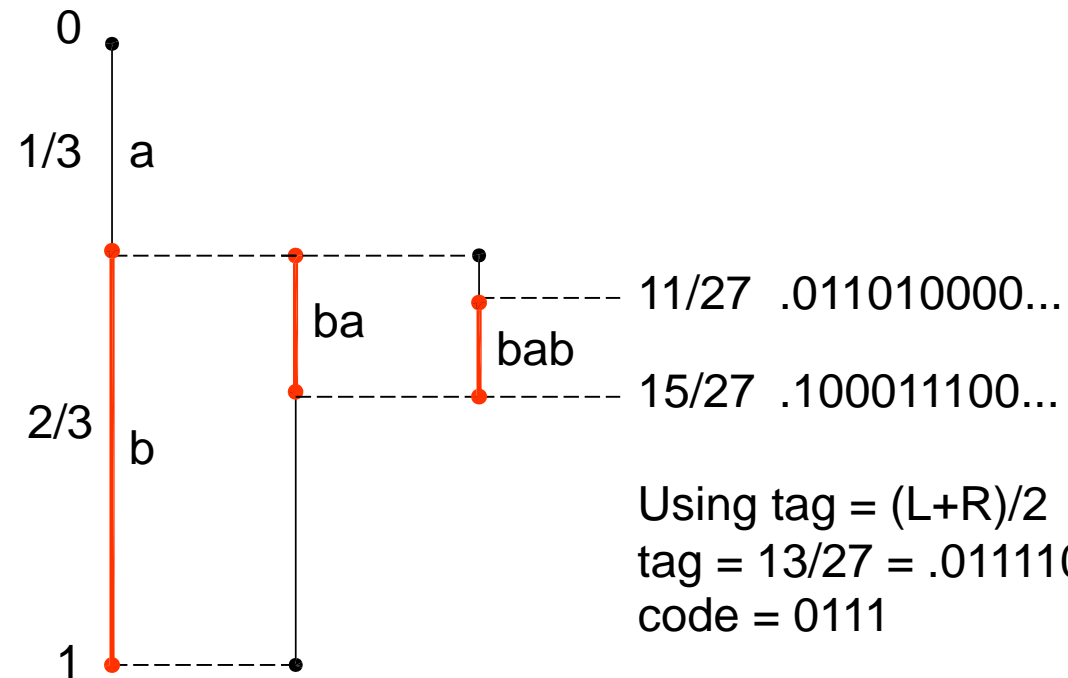 0
1/3 a
ba
bab
11/27 .011010000...
15/27 .100011100...
2/3 b
Using tag = (L+R)/2
tag = 13/27 = .011110
code = 0111
1